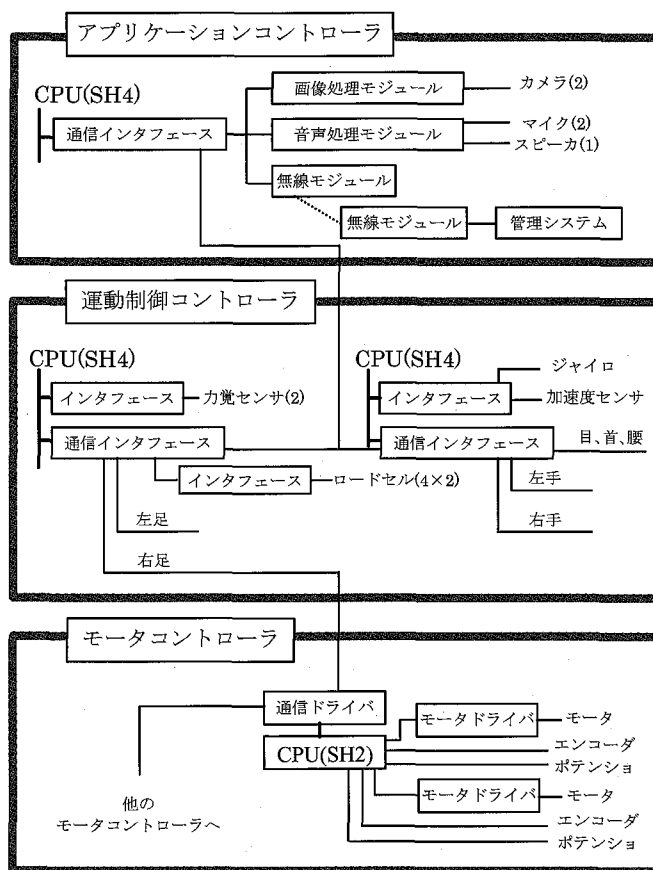 アプリケーションコントローラ
CPU(SH4)
通信インタフェース
画像処理モジュール
カメラ(2)
音声処理モジュール
マイク(2)
スピーカ(1)
無線モジュール
無線モジュール
管理システム
運動制御コントローラ
CPU(SH4)
インタフェース
力覚センサ(2)
通信インタフェース
インタフェース
ロードセル(4×2)
左足
右足
CPU(SH4)
インタフェース
ジャイロ
加速度センサ
通信インタフェース
目、首、腰
左手
右手
モータコントローラ
通信ドライバ
CPU(SH2)
モータドライバ
モータ
エンコーダ
ポテンショ
モータドライバ
モータ
エンコーダ
ポテンショ
他の
モータコントローラへ